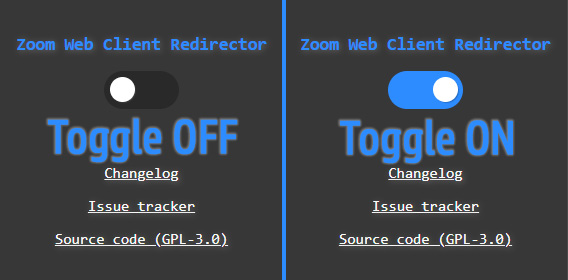 Zoom Web Client Redirector
Toggle OFF
Changelog
Issue tracker
Source code (GPL-3.0)
Zoom Web Client Redirector
Toggle ON
Changelog
Issue tracker
Source code (GPL-3.0)